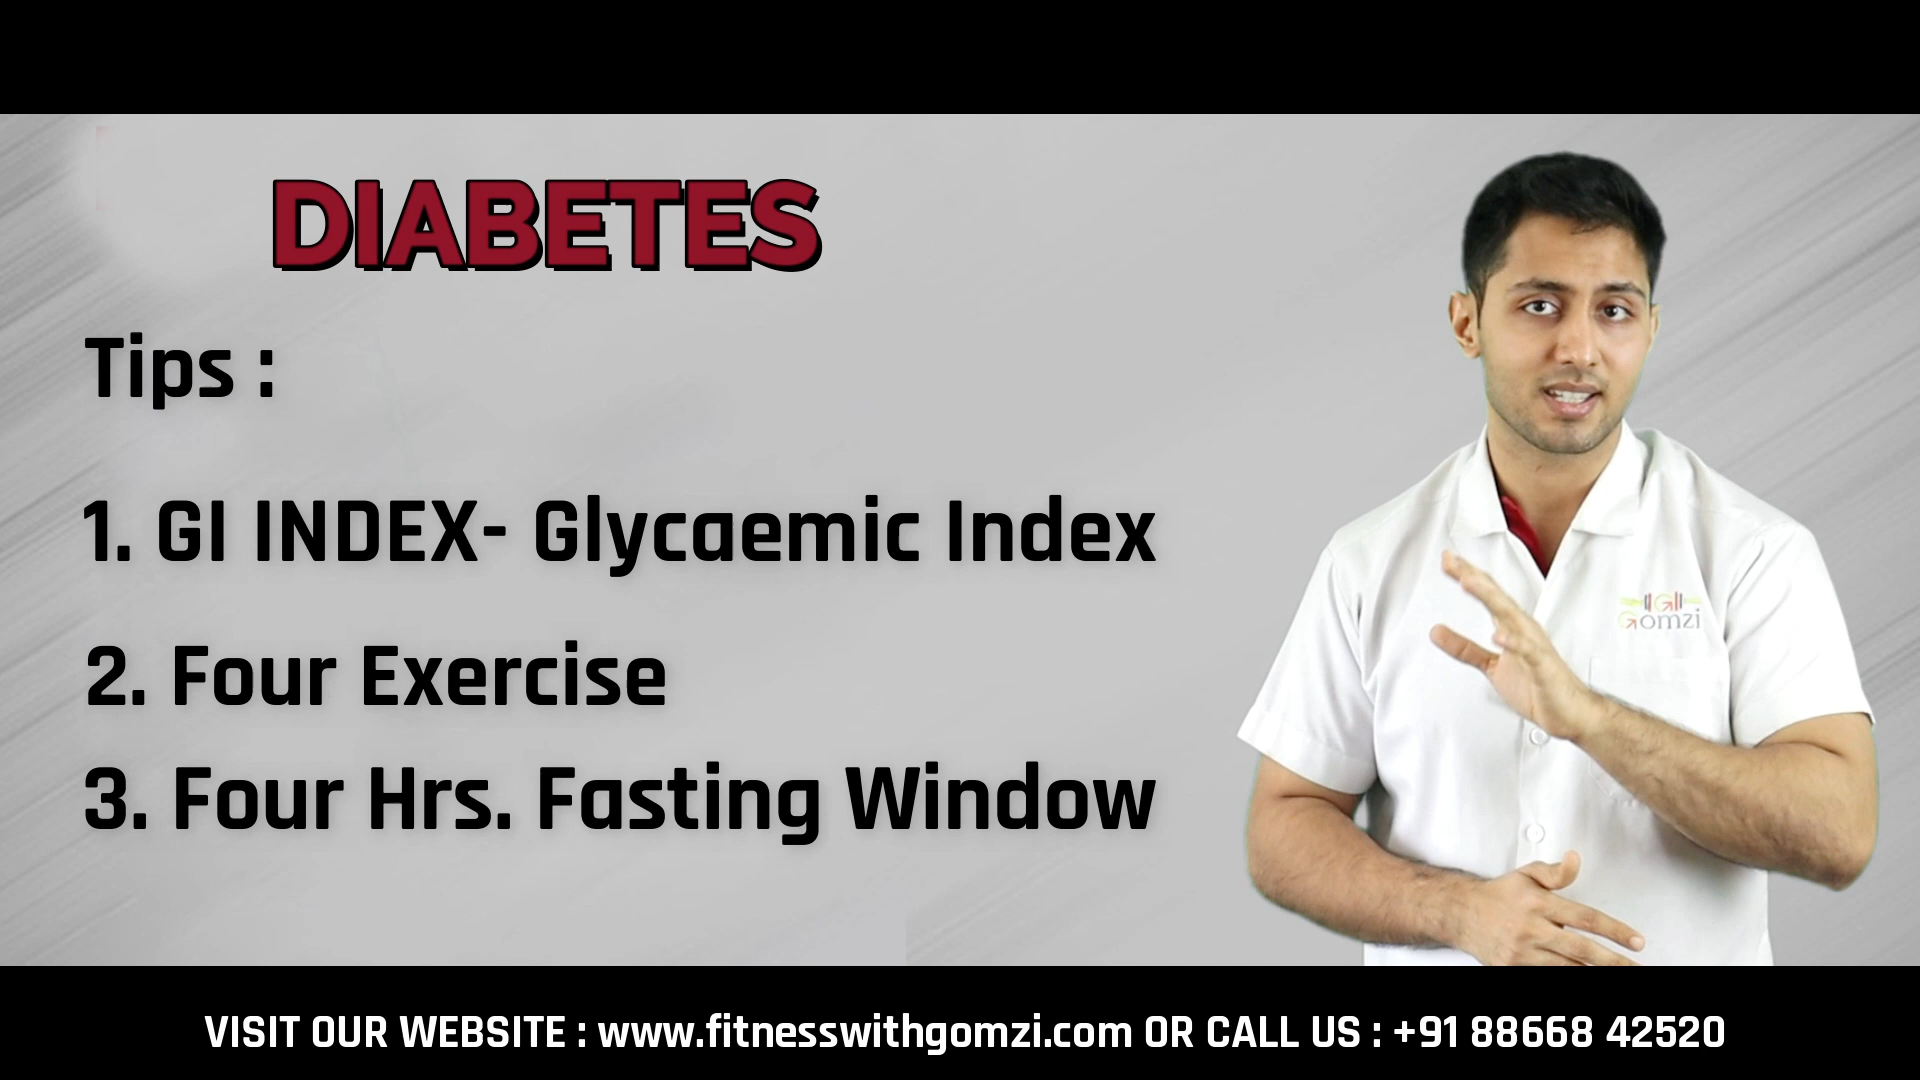 DIABETES
Tips :
1. GI INDEX- Glycaemic Index
2. Four Exercise
3. Four Hrs. Fasting Window
GI
Gomzi
VISIT OUR WEBSITE : www.fitnesswithgomzi.com OR CALL US : +91 88668 42520